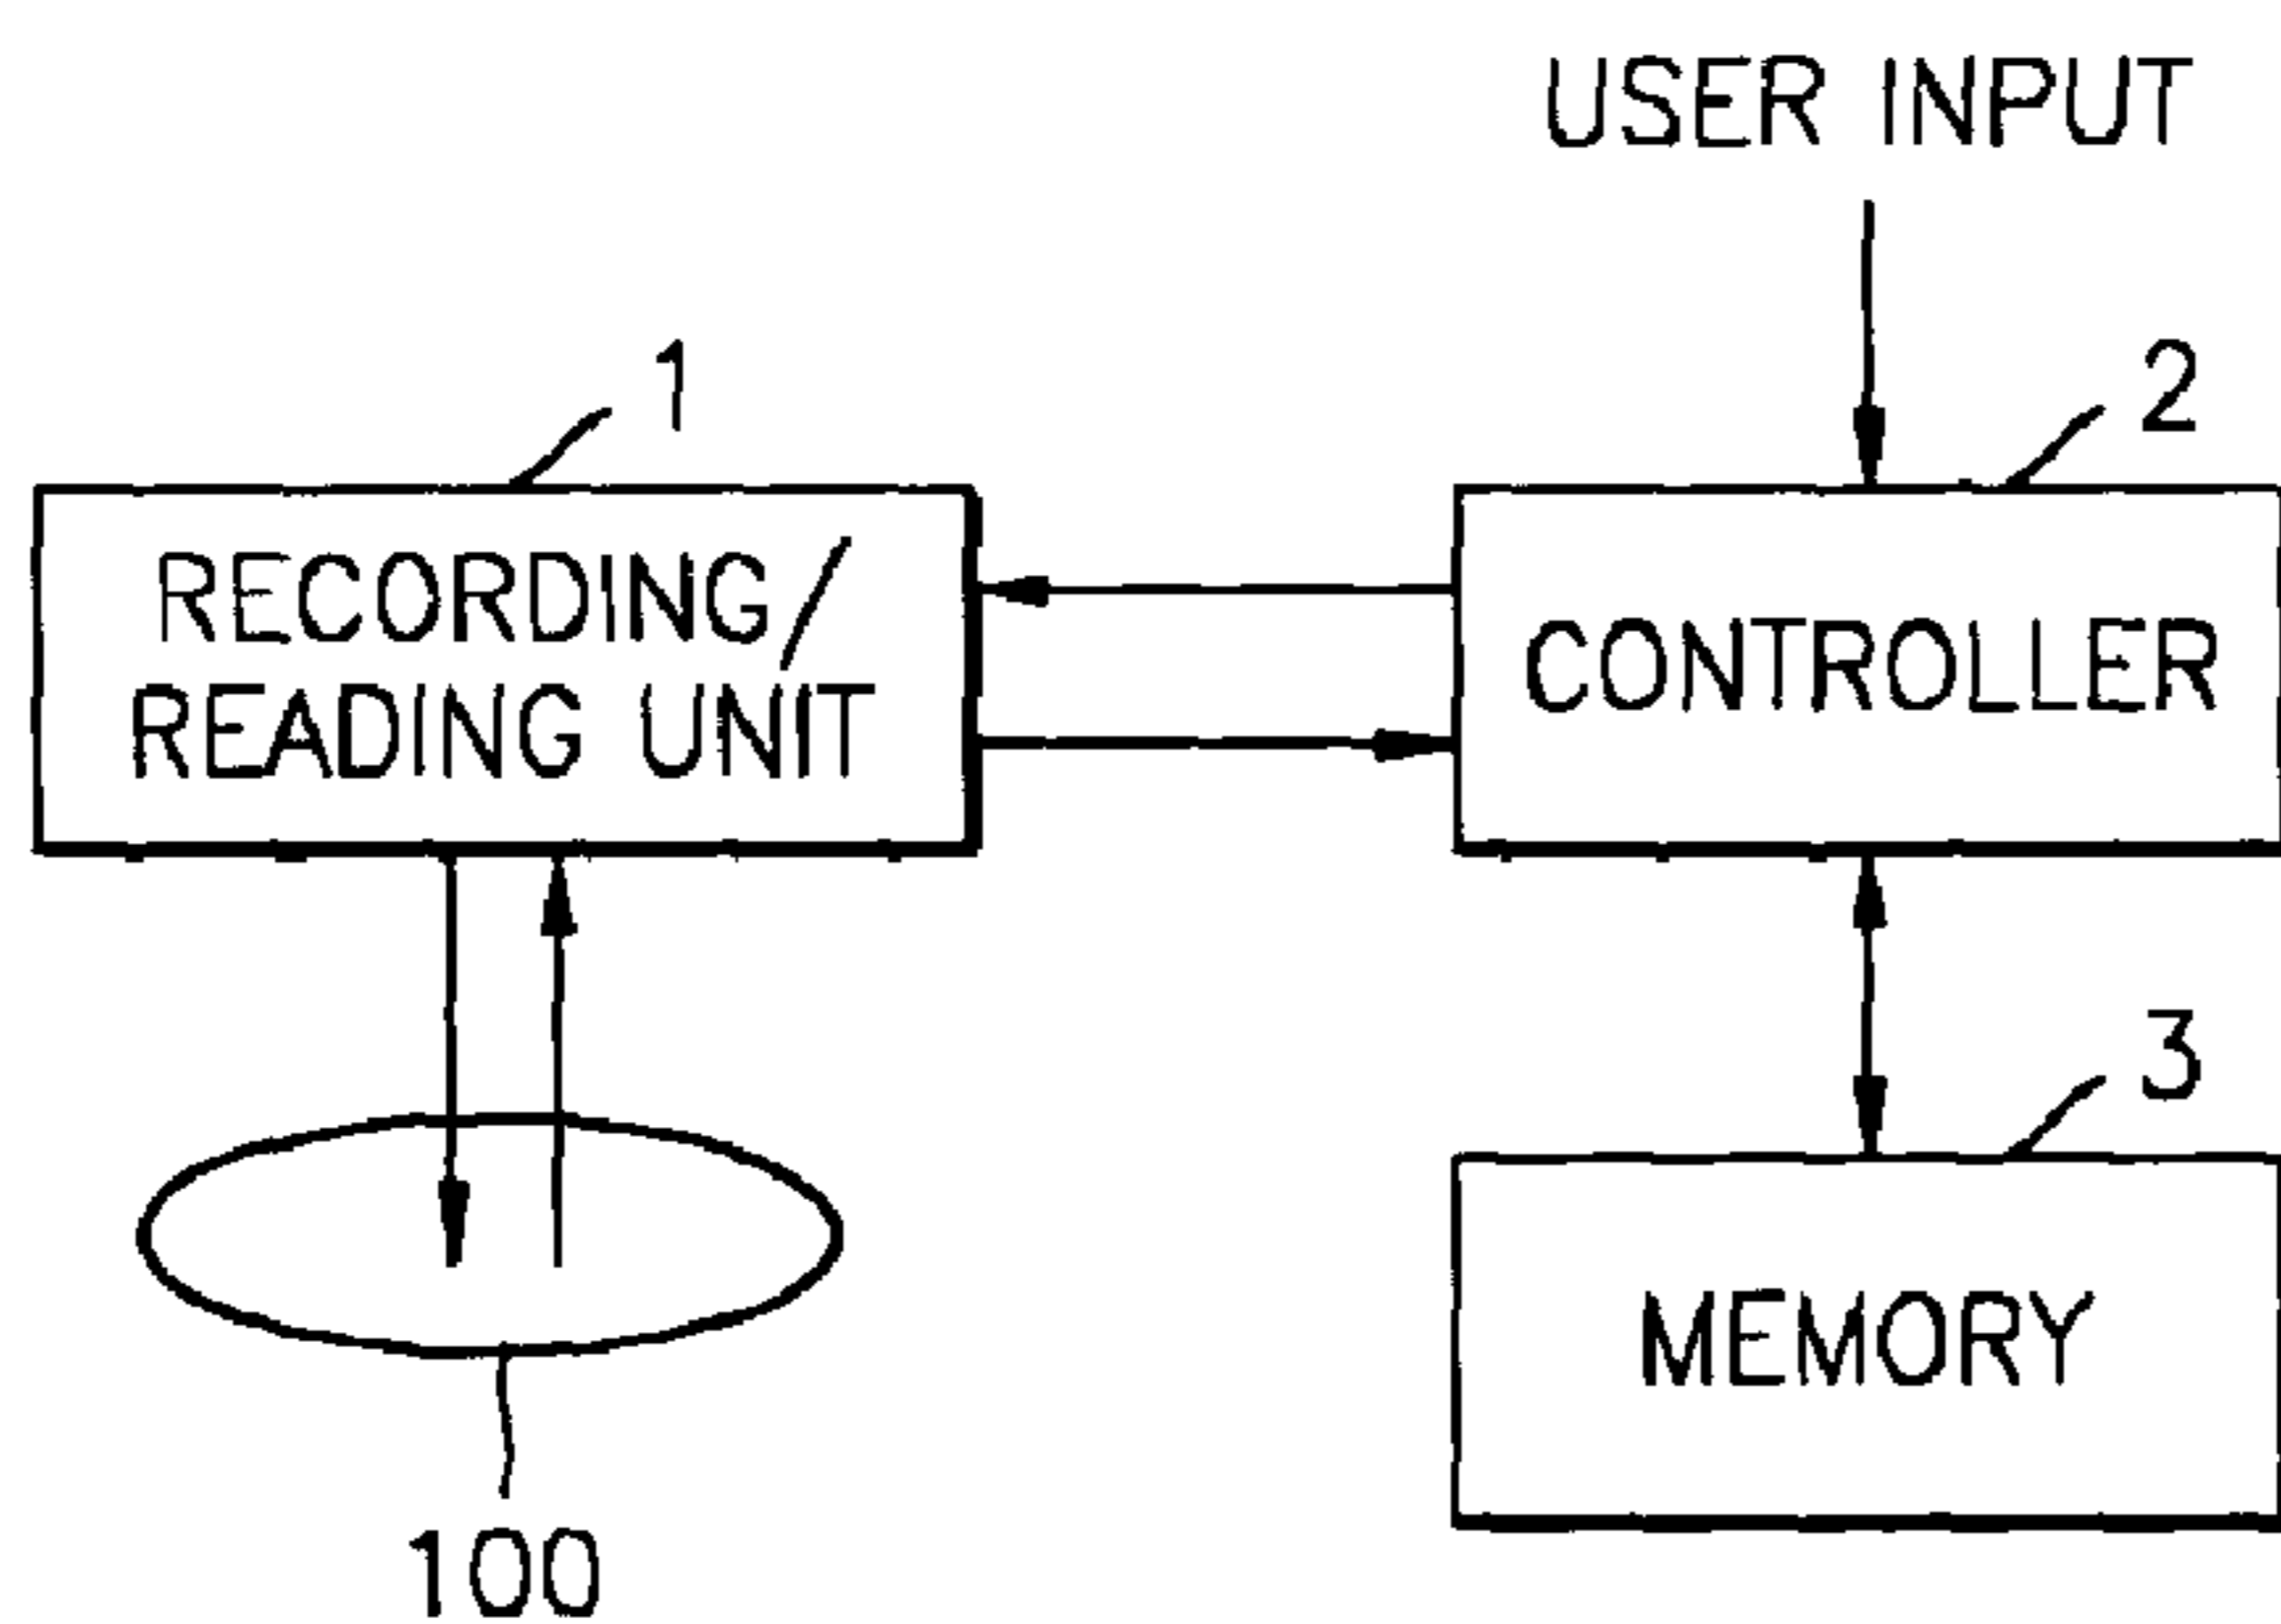 USER INPUT
1
2
RECORDING/
READING UNIT
CONTROLLER
3
MEMORY
100